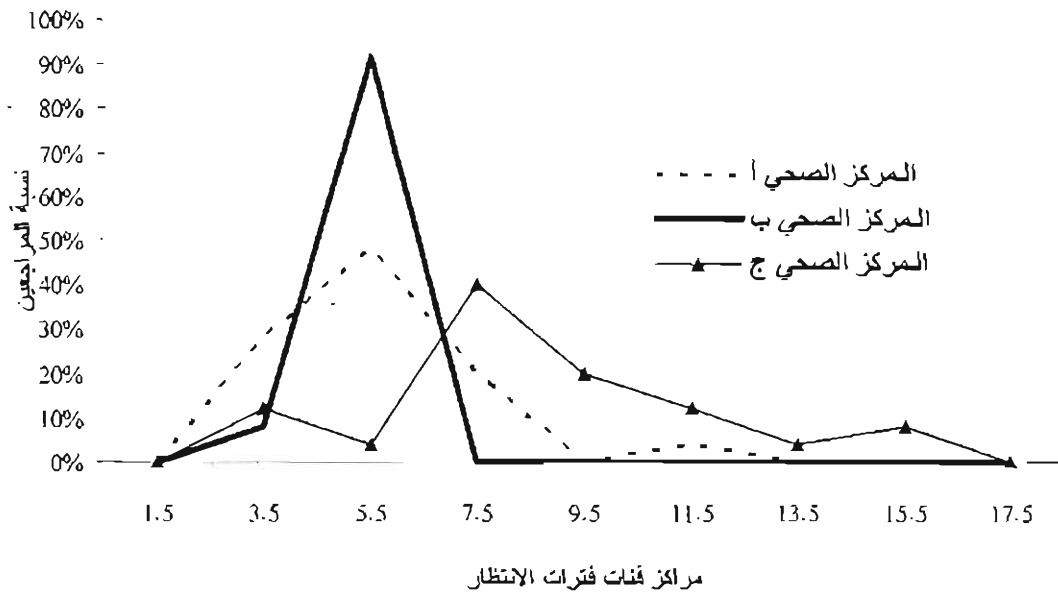 100%
90%
80%
70%
60%
50%
40%
30%
20%
10%
0%
نسبة المراجعين
المركز الصحي أ
المركز الصحي ب
المركز الصحي ج
1.5 3.5 5.5 7.5 9.5 11.5 13.5 15.5 17.5
مراكز فئات فترات الانتظار